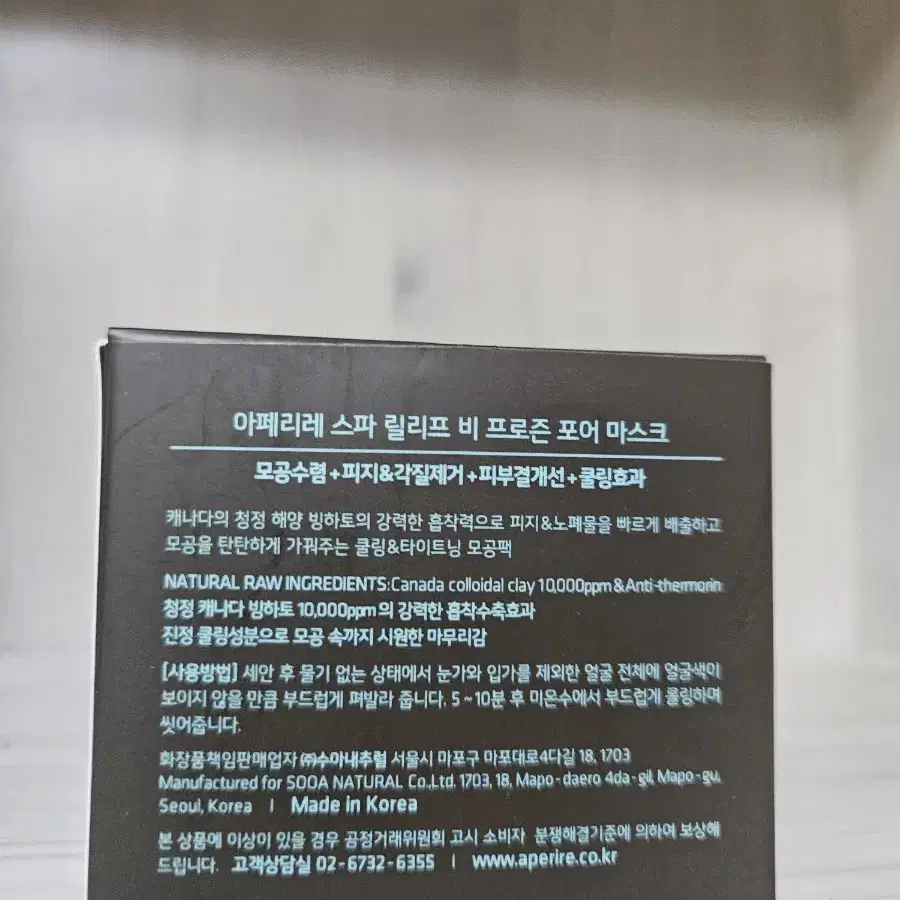 아페리레 스파 릴리프 비 프로즌 포어 마스크
모공수렴+피지&각질제거+피부결개선+쿨링효과
캐나다의 청정 해양 빙하토의 강력한 흡착력으로 피지&노폐물을 빠르게 배출하고
모공을 탄탄하게 가꿔주는 쿨링&타이트닝 모공팩
NATURAL RAW INGREDIENTS:Canada colloidal clay 10,000ppm & Anti-thermorin
청정 캐나다 빙하토 10,000ppm의 강력한 흡착수축효과
진정 쿨링성분으로 모공 속까지 시원한 마무리감
[사용방법] 세안 후 물기 없는 상태에서 눈가와 입가를 제외한 얼굴 전체에 얼굴색이
보이지 않을 만큼 부드럽게 펴발라 줍니다. 5~10분 후 미온수에서 부드럽게 롤링하며
씻어줍니다.
화장품책임판매업자 ㈜수아내추럴 서울시 마포구 마포대로4다길 18, 1703
Manufactured for SOOA NATURAL Co.,Ltd. 1703, 18, Mapo-daero 4da-gil, Mapo-gu,
Seoul, Korea | Made in Korea
본 상품에 이상이 있을 경우 공정거래위원회 고시 소비자 분쟁해결기준에 의하여 보상해
드립니다. 고객상담실 02-6732-6355 | www.aperire.co.kr